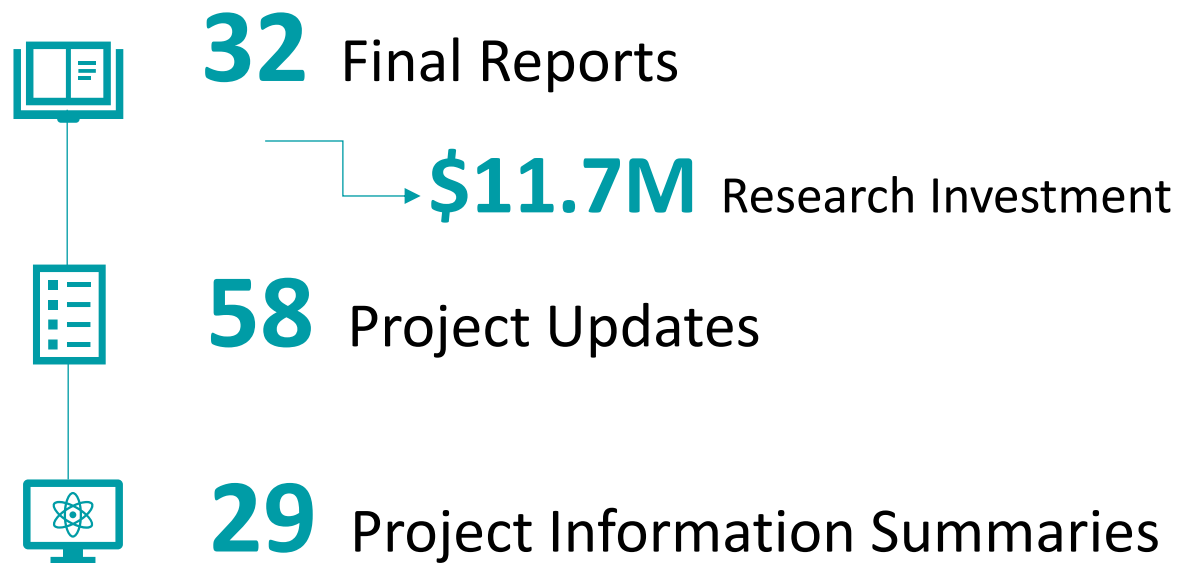 32 Final Reports
$11.7M Research Investment
58 Project Updates
29 Project Information Summaries